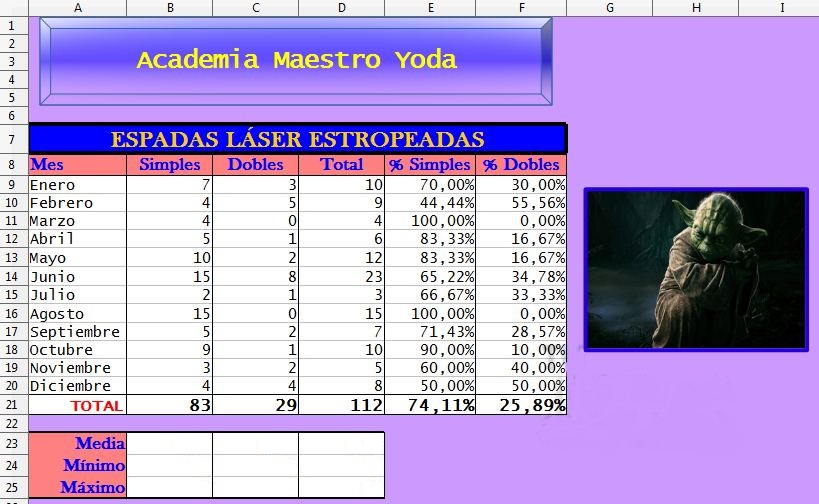 A B C D E F G H I
1
2
3 Academia Maestro Yoda
4
5
6
7 ESPADAS LÁSER ESTROPEADAS
8 Mes Simples Dobles Total % Simples % Dobles
9 Enero 7 3 10 70,00% 30,00%
10 Febrero 4 5 9 44,44% 55,56%
11 Marzo 4 0 4 100,00% 0,00%
12 Abril 5 1 6 83,33% 16,67%
13 Mayo 10 2 12 83,33% 16,67%
14 Junio 15 8 23 65,22% 34,78%
15 Julio 2 1 3 66,67% 33,33%
16 Agosto 15 0 15 100,00% 0,00%
17 Septiembre 5 2 7 71,43% 28,57%
18 Octubre 9 1 10 90,00% 10,00%
19 Noviembre 3 2 5 60,00% 40,00%
20 Diciembre 4 4 8 50,00% 50,00%
21 TOTAL 83 29 112 74,11% 25,89%
22
23 Media
24 Mínimo
25 Máximo